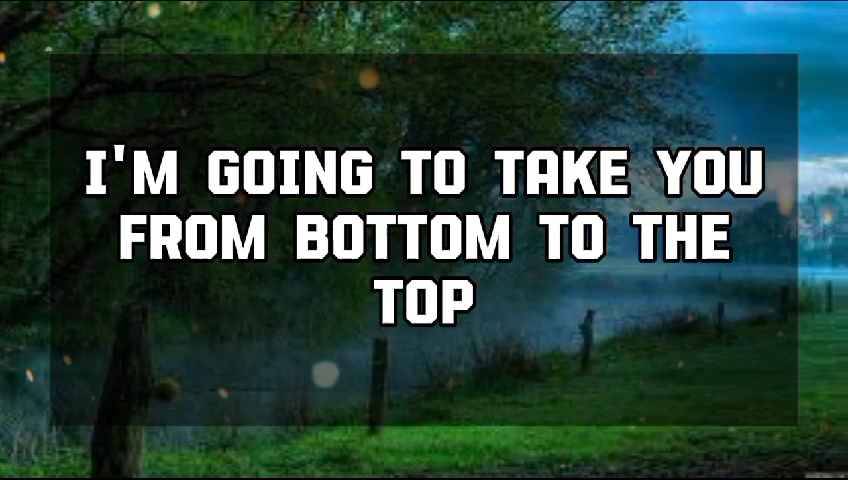 I'M GOING TO TAKE YOU
FROM BOTTOM TO THE
TOP